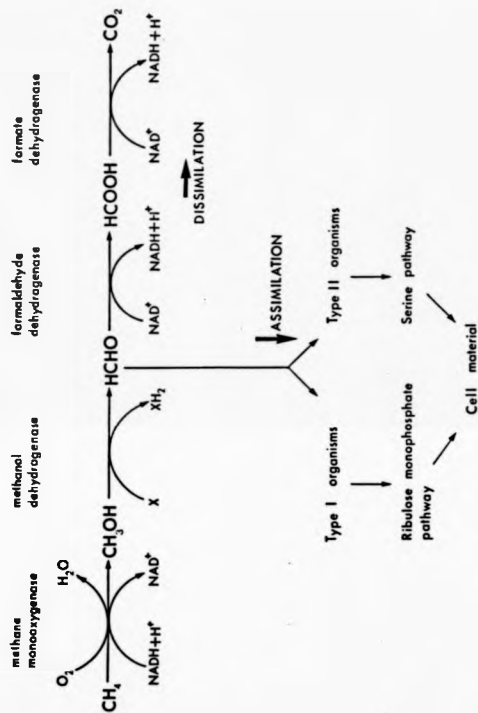 methane monooxygenase
methanol dehydrogenase
formaldehyde dehydrogenase
formate dehydrogenase
O2
H2O
CH4
CH3OH
HCHO
HCOOH
CO2
NADH+H+
NAD+
X
XH2
NAD+
NADH+H+
NAD+
NADH+H+
DISSIMILATION
ASSIMILATION
Type I organisms
Type II organisms
Ribulose monophosphate
pathway
Serine pathway
Cell material